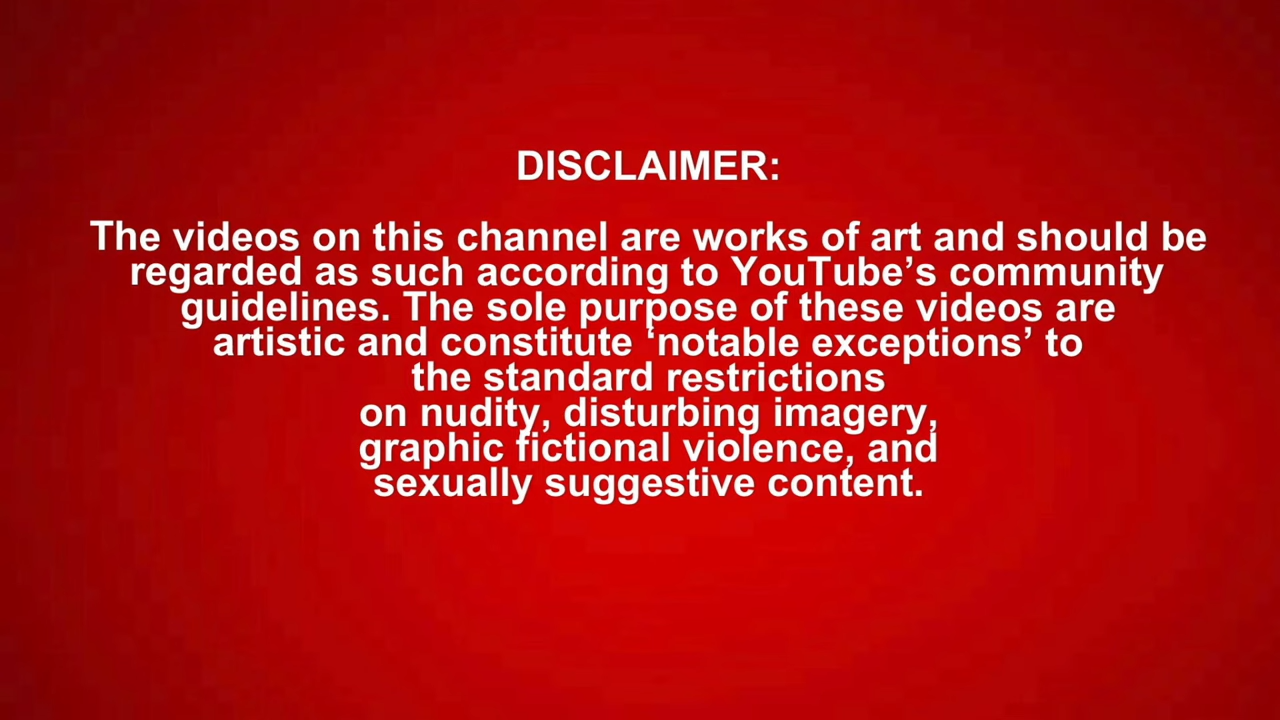 DISCLAIMER:
The videos on this channel are works of art and should be
regarded as such according to YouTube’s community
guidelines. The sole purpose of these videos are
artistic and constitute ‘notable exceptions’ to
the standard restrictions
on nudity, disturbing imagery,
graphic fictional violence, and
sexually suggestive content.